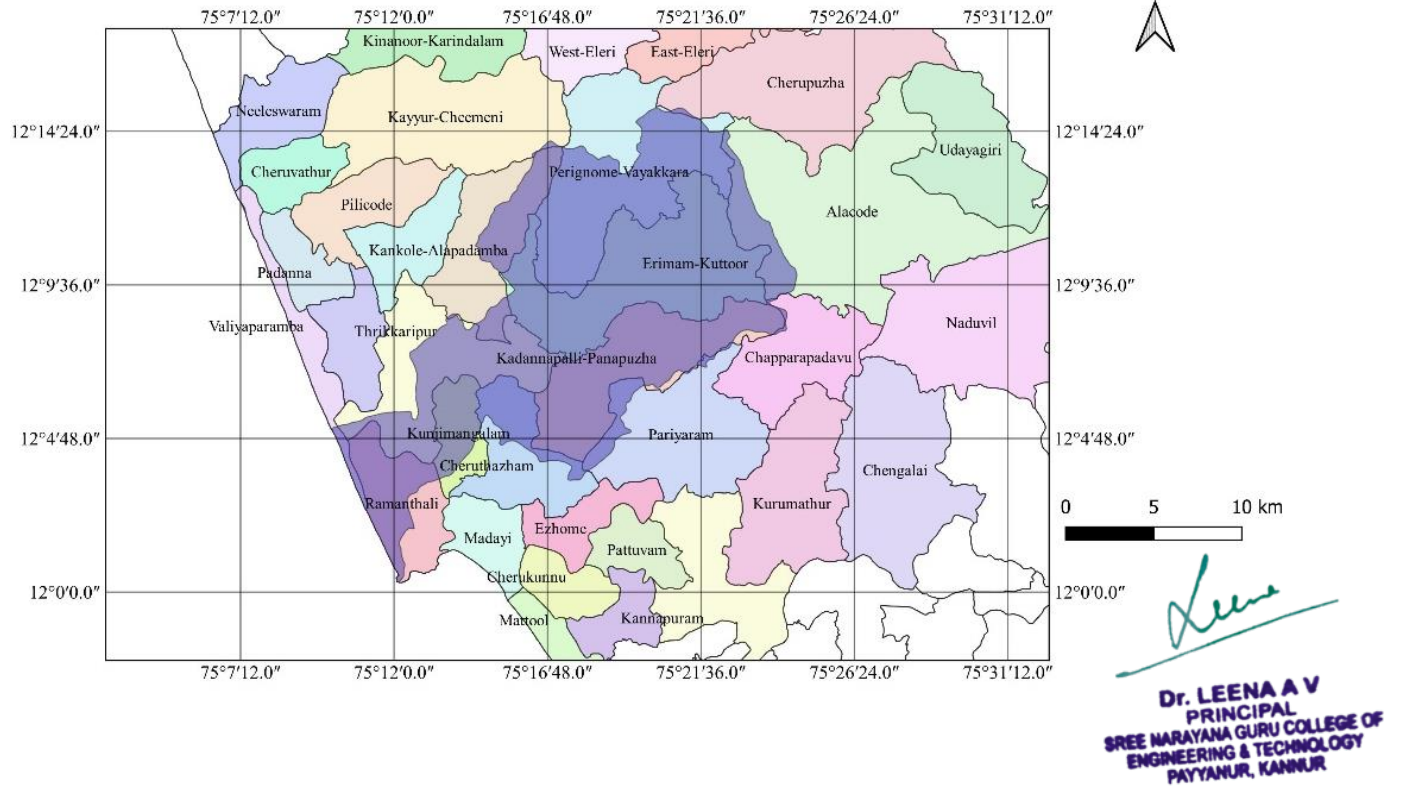 75°7′12.0″ 75°12′0.0″ 75°16′48.0″ 75°21′36.0″ 75°26′24.0″ 75°31′12.0″
Kinanoor-Karindalam
West-Eleri
East-Eleri
Cherupuzha
Neeleswaram
Kayyur-Cheemeni
12°14′24.0″ 12°14′24.0″
Udayagiri
Cheruvathur
Perignome-Vayakkara
Pilicode
Alacode
Kankole-Alapadamba
Erimam-Kuttoor
Padanna
12°9′36.0″ 12°9′36.0″
Valiyaparamba
Thrikkaripur
Naduvil
Kadannapalli-Panapuzha
Chapparapadavu
Kunjimangalam
Pariyaram
12°4′48.0″ 12°4′48.0″
Cheruthazham
Chengalai
Ramanthali
Kurumathur
0 5 10 km
Ezhome
Madayi
Pattuvam
Cherukunnu
12°0′0.0″ 12°0′0.0″
Mattool
Kannapuram
75°7′12.0″ 75°12′0.0″ 75°16′48.0″ 75°21′36.0″ 75°26′24.0″ 75°31′12.0″
Leena
Dr. LEENA A V
PRINCIPAL
SREE NARAYANA GURU COLLEGE OF
ENGINEERING & TECHNOLOGY
PAYYANUR, KANNUR